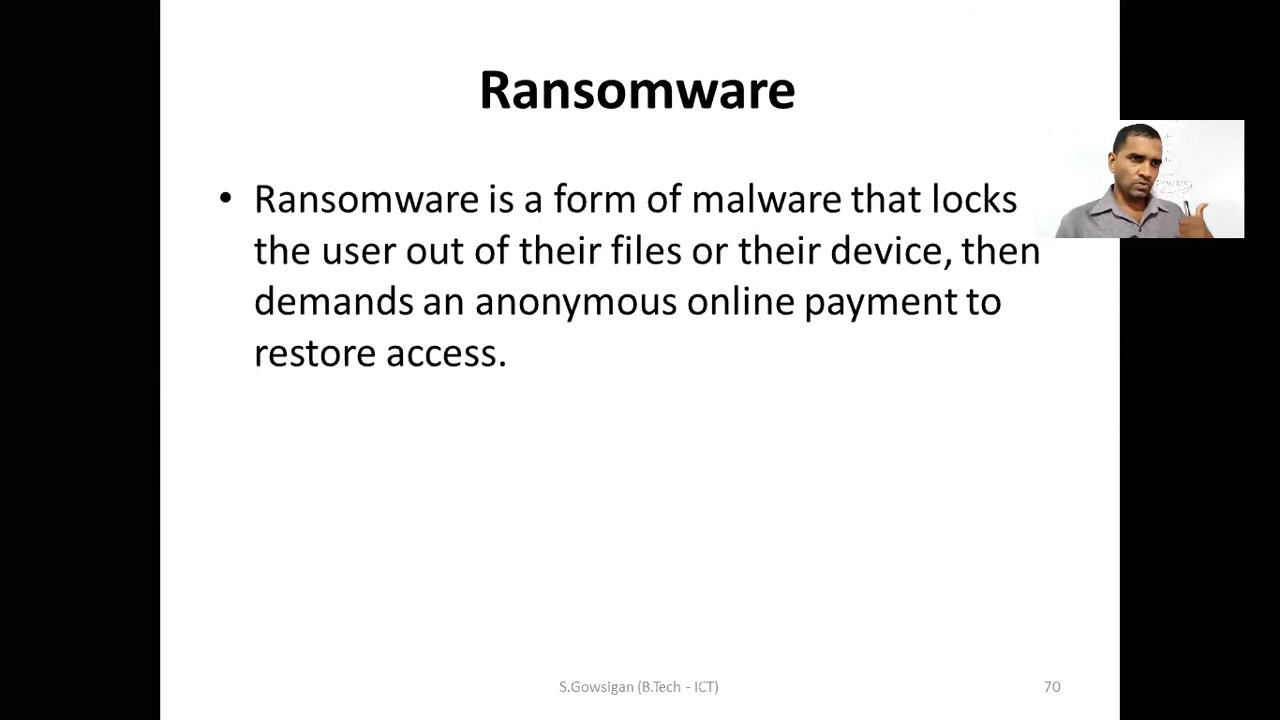 Ransomware
• Ransomware is a form of malware that locks
the user out of their files or their device, then
demands an anonymous online payment to
restore access.
S.Gowsigan (B.Tech - ICT)
70